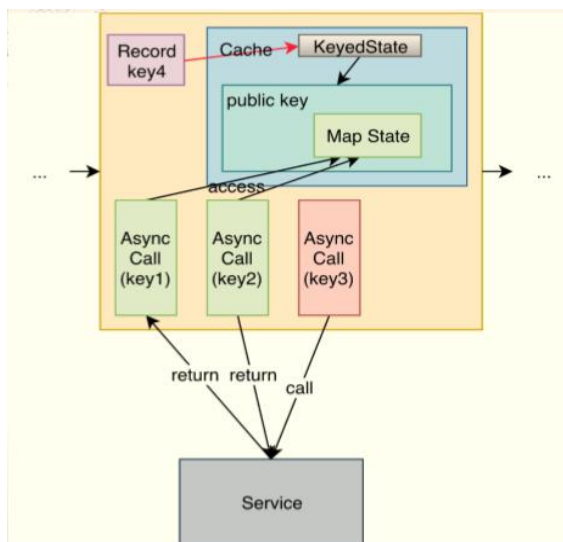 Record
key4
Cache
KeyedState
public key
Map State
...
...
access
Async
Call
(key1)
Async
Call
(key2)
Async
Call
(key3)
return
return
call
Service